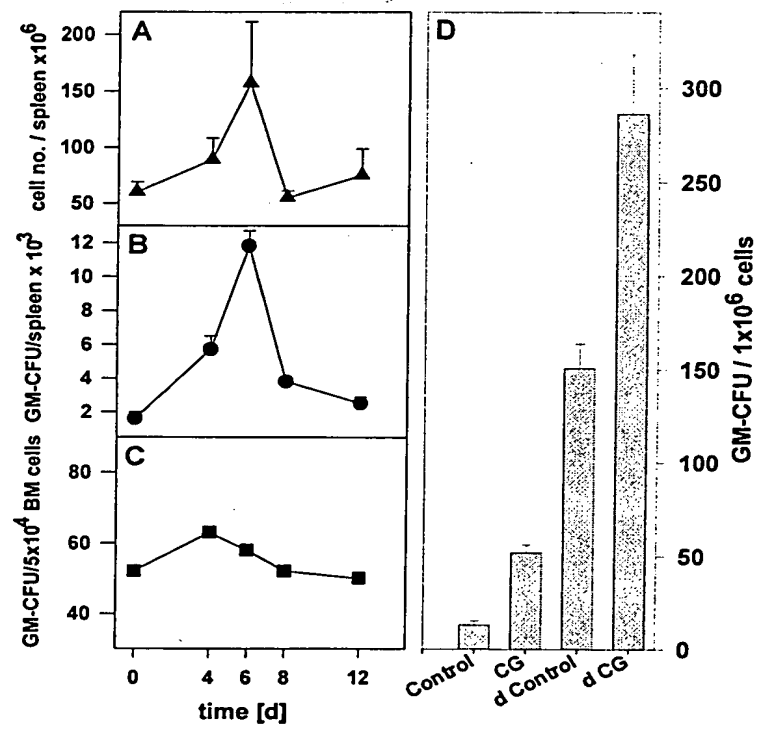 A
cell no. / spleen x10^6
200
150
100
50
B
GM-CFU/spleen x 10^3
12
10
8
6
4
2
C
GM-CFU/5x10^4 BM cells
80
60
40
0 4 6 8 12
time [d]
D
300
250
200
150
100
50
0
GM-CFU / 1x10^6 cells
Control
CG
d Control
d CG